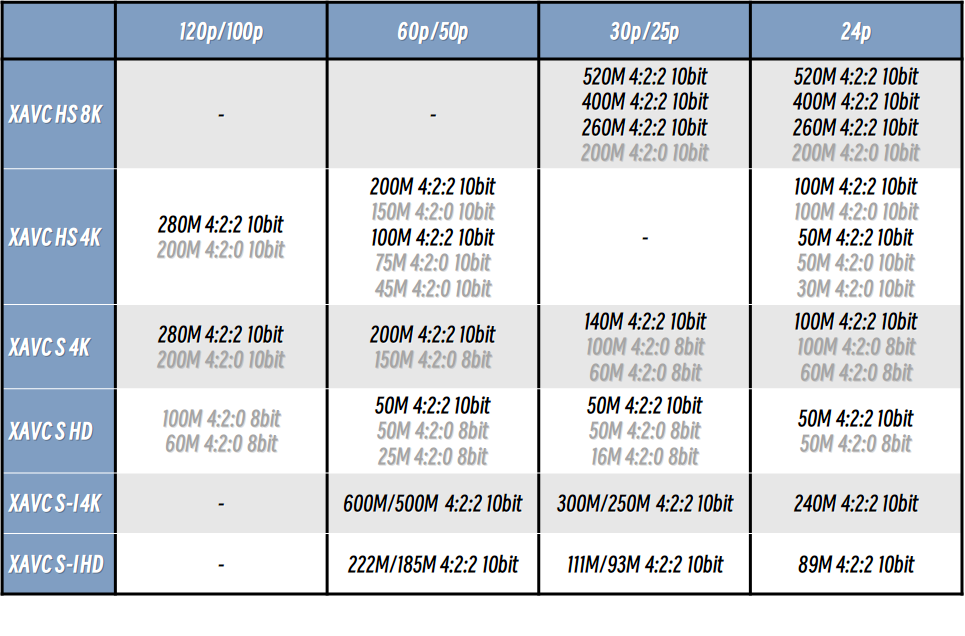 120p/100p 60p/50p 30p/25p 24p
XAVC HS 8K
-
-
520M 4:2:2 10bit
400M 4:2:2 10bit
260M 4:2:2 10bit
200M 4:2:0 10bit
520M 4:2:2 10bit
400M 4:2:2 10bit
260M 4:2:2 10bit
200M 4:2:0 10bit
XAVC HS 4K
280M 4:2:2 10bit
200M 4:2:0 10bit
200M 4:2:2 10bit
150M 4:2:0 10bit
100M 4:2:2 10bit
75M 4:2:0 10bit
45M 4:2:0 10bit
-
100M 4:2:2 10bit
100M 4:2:0 10bit
50M 4:2:2 10bit
50M 4:2:0 10bit
30M 4:2:0 10bit
XAVC S 4K
280M 4:2:2 10bit
200M 4:2:0 10bit
200M 4:2:2 10bit
150M 4:2:0 8bit
140M 4:2:2 10bit
100M 4:2:0 8bit
60M 4:2:0 8bit
100M 4:2:2 10bit
100M 4:2:0 8bit
60M 4:2:0 8bit
XAVC S HD
100M 4:2:0 8bit
60M 4:2:0 8bit
50M 4:2:2 10bit
50M 4:2:0 8bit
25M 4:2:0 8bit
50M 4:2:2 10bit
50M 4:2:0 8bit
16M 4:2:0 8bit
50M 4:2:2 10bit
50M 4:2:0 8bit
XAVC S-I 4K
-
600M/500M 4:2:2 10bit
300M/250M 4:2:2 10bit
240M 4:2:2 10bit
XAVC S-I HD
-
222M/185M 4:2:2 10bit
111M/93M 4:2:2 10bit
89M 4:2:2 10bit